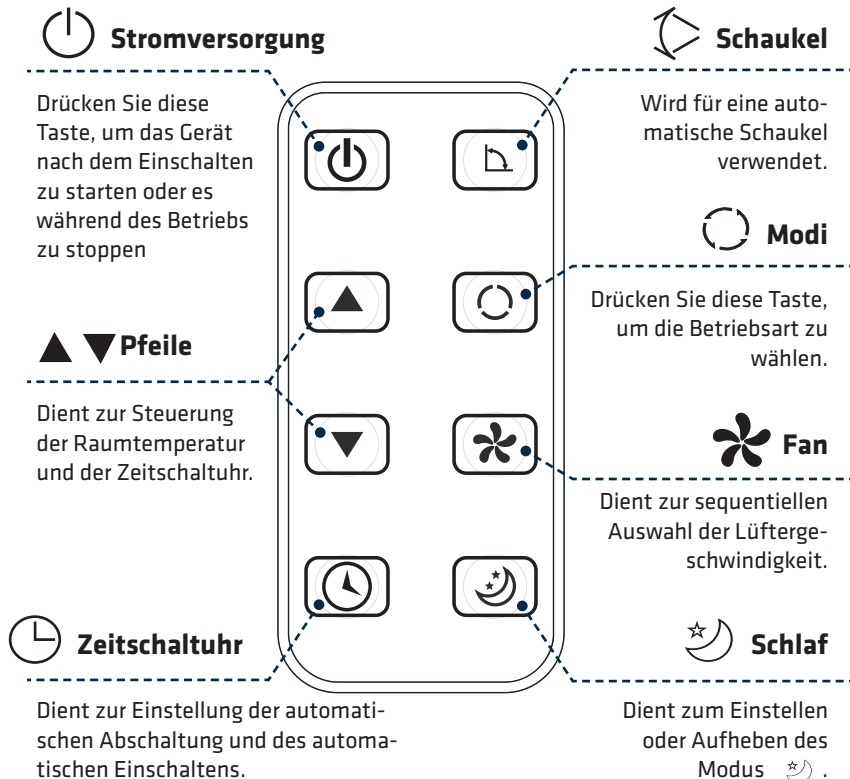 Stromversorgung
Drücken Sie diese
Taste, um das Gerät
nach dem Einschalten
zu starten oder es
während des Betriebs
zu stoppen
Pfeile
Dient zur Steuerung
der Raumtemperatur
und der Zeitschaltuhr.
Zeitschaltuhr
Dient zur Einstellung der automati-
schen Abschaltung und des automa-
tischen Einschaltens.
Schaukel
Wird für eine auto-
matische Schaukel
verwendet.
Modi
Drücken Sie diese Taste,
um die Betriebsart zu
wählen.
Fan
Dient zur sequentiellen
Auswahl der Lüfterge-
schwindigkeit.
Schlaf
Dient zum Einstellen
oder Aufheben des
Modus .